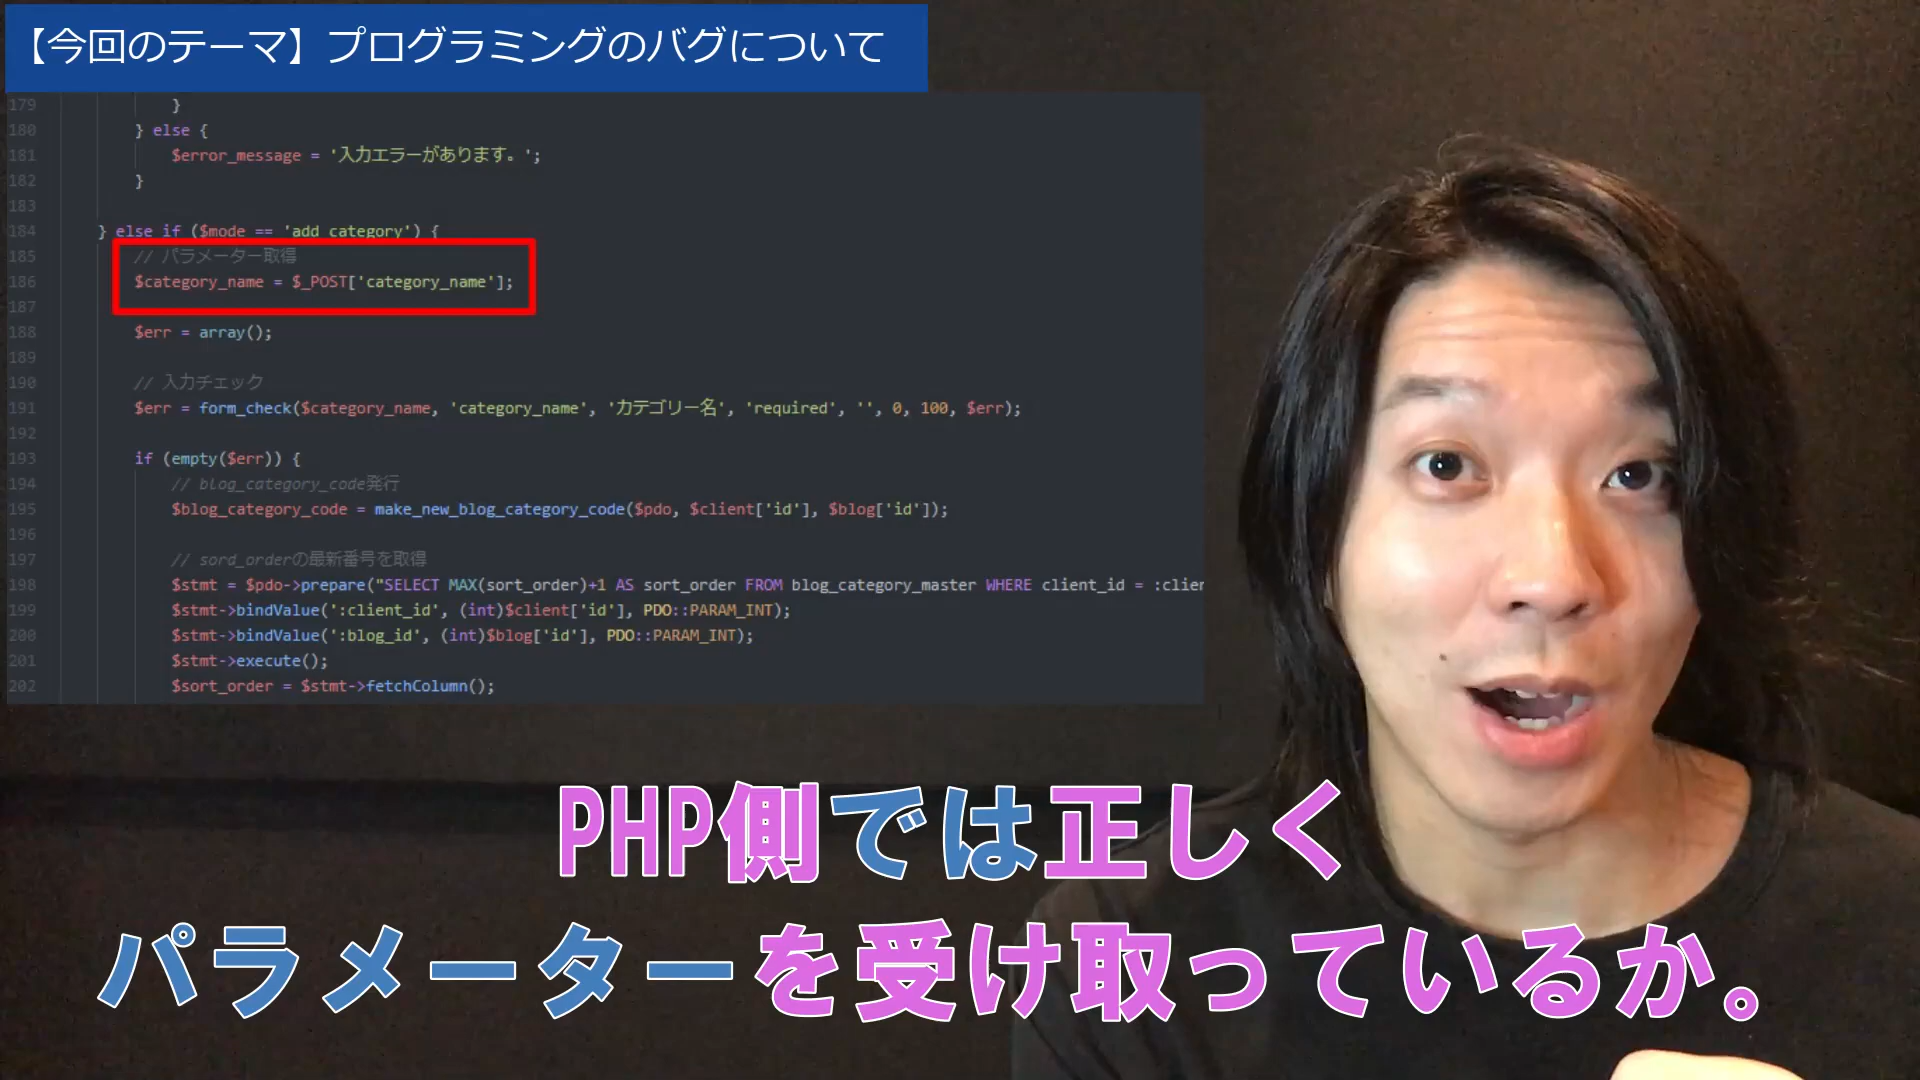 【今回のテーマ】プログラミングのバグについて
179 }
180 } else {
181 $error_message = '入力エラーがあります。';
182 }
183
184 } else if ($mode == 'add_category') {
185 // パラメーター取得
186 $category_name = $_POST['category_name'];
187
188 $err = array();
189
190 // 入力チェック
191 $err = form_check($category_name, 'category_name', 'カテゴリー名', 'required', '', 0, 100, $err);
192
193 if (empty($err)) {
194 // blog_category_code発行
195 $blog_category_code = make_new_blog_category_code($pdo, $client['id'], $blog['id']);
196
197 // sord_orderの最新番号を取得
198 $stmt = $pdo->prepare("SELECT MAX(sort_order)+1 AS sort_order FROM blog_category_master WHERE client_id = :clien
199 $stmt->bindValue(':client_id', (int)$client['id'], PDO::PARAM_INT);
200 $stmt->bindValue(':blog_id', (int)$blog['id'], PDO::PARAM_INT);
201 $stmt->execute();
202 $sort_order = $stmt->fetchColumn();
PHP側では正しく
パラメーターを受け取っているか。